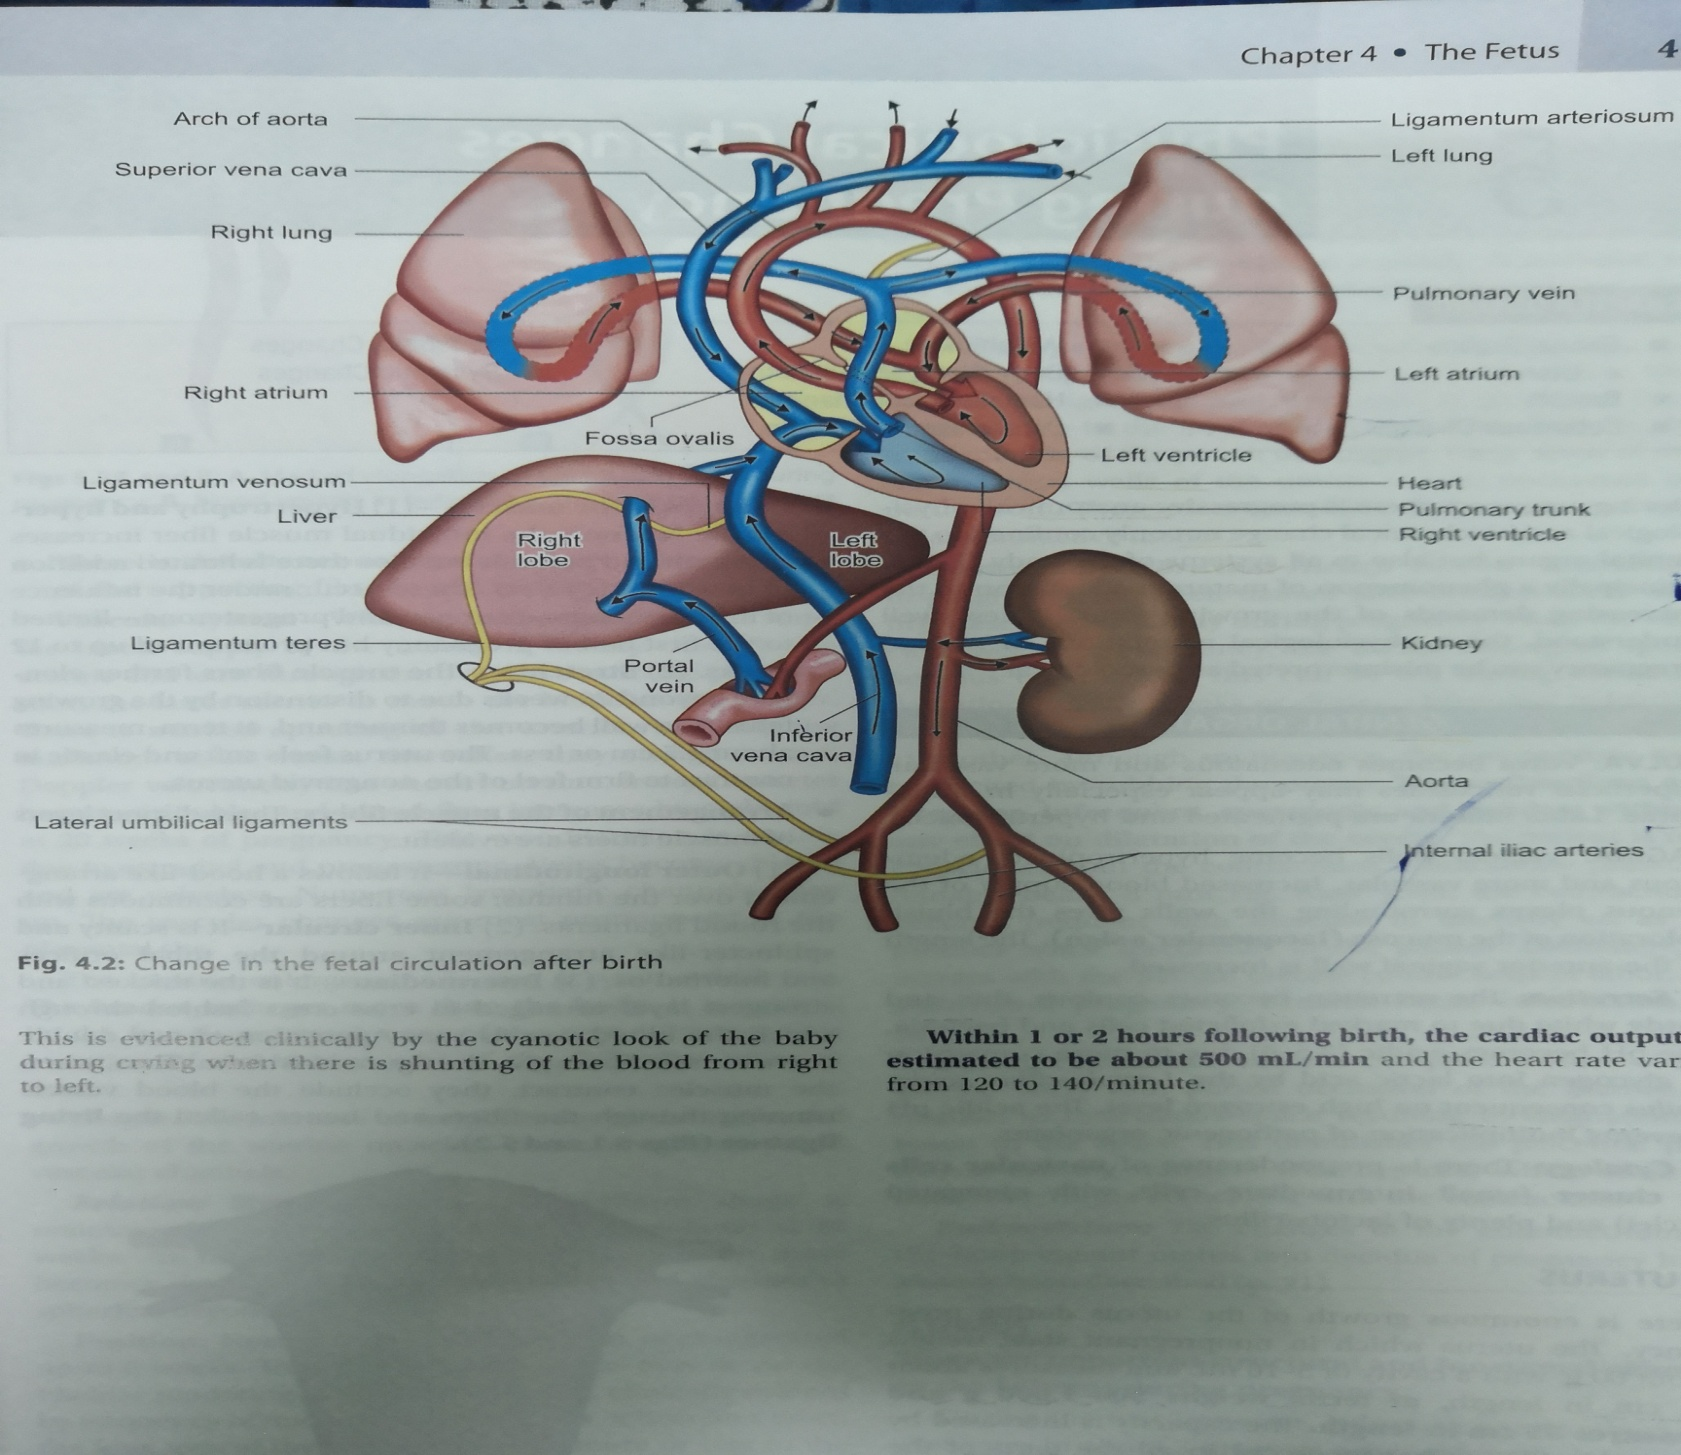 Chapter 4 • The Fetus 4
Arch of aorta
Ligamentum arteriosum
Left lung
Superior vena cava
Right lung
Pulmonary vein
Left atrium
Right atrium
Fossa ovalis
Left ventricle
Ligamentum venosum
Heart
Liver
Pulmonary trunk
Right ventricle
Right
lobe
Left
lobe
Ligamentum teres
Kidney
Portal
vein
Inferior
vena cava
Aorta
Lateral umbilical ligaments
Internal iliac arteries
Fig. 4.2: Change in the fetal circulation after birth
This is evidenced clinically by the cyanotic look of the baby
during crying when there is shunting of the blood from right
to left.
Within 1 or 2 hours following birth, the cardiac output
estimated to be about 500 mL/min and the heart rate var
from 120 to 140/minute.